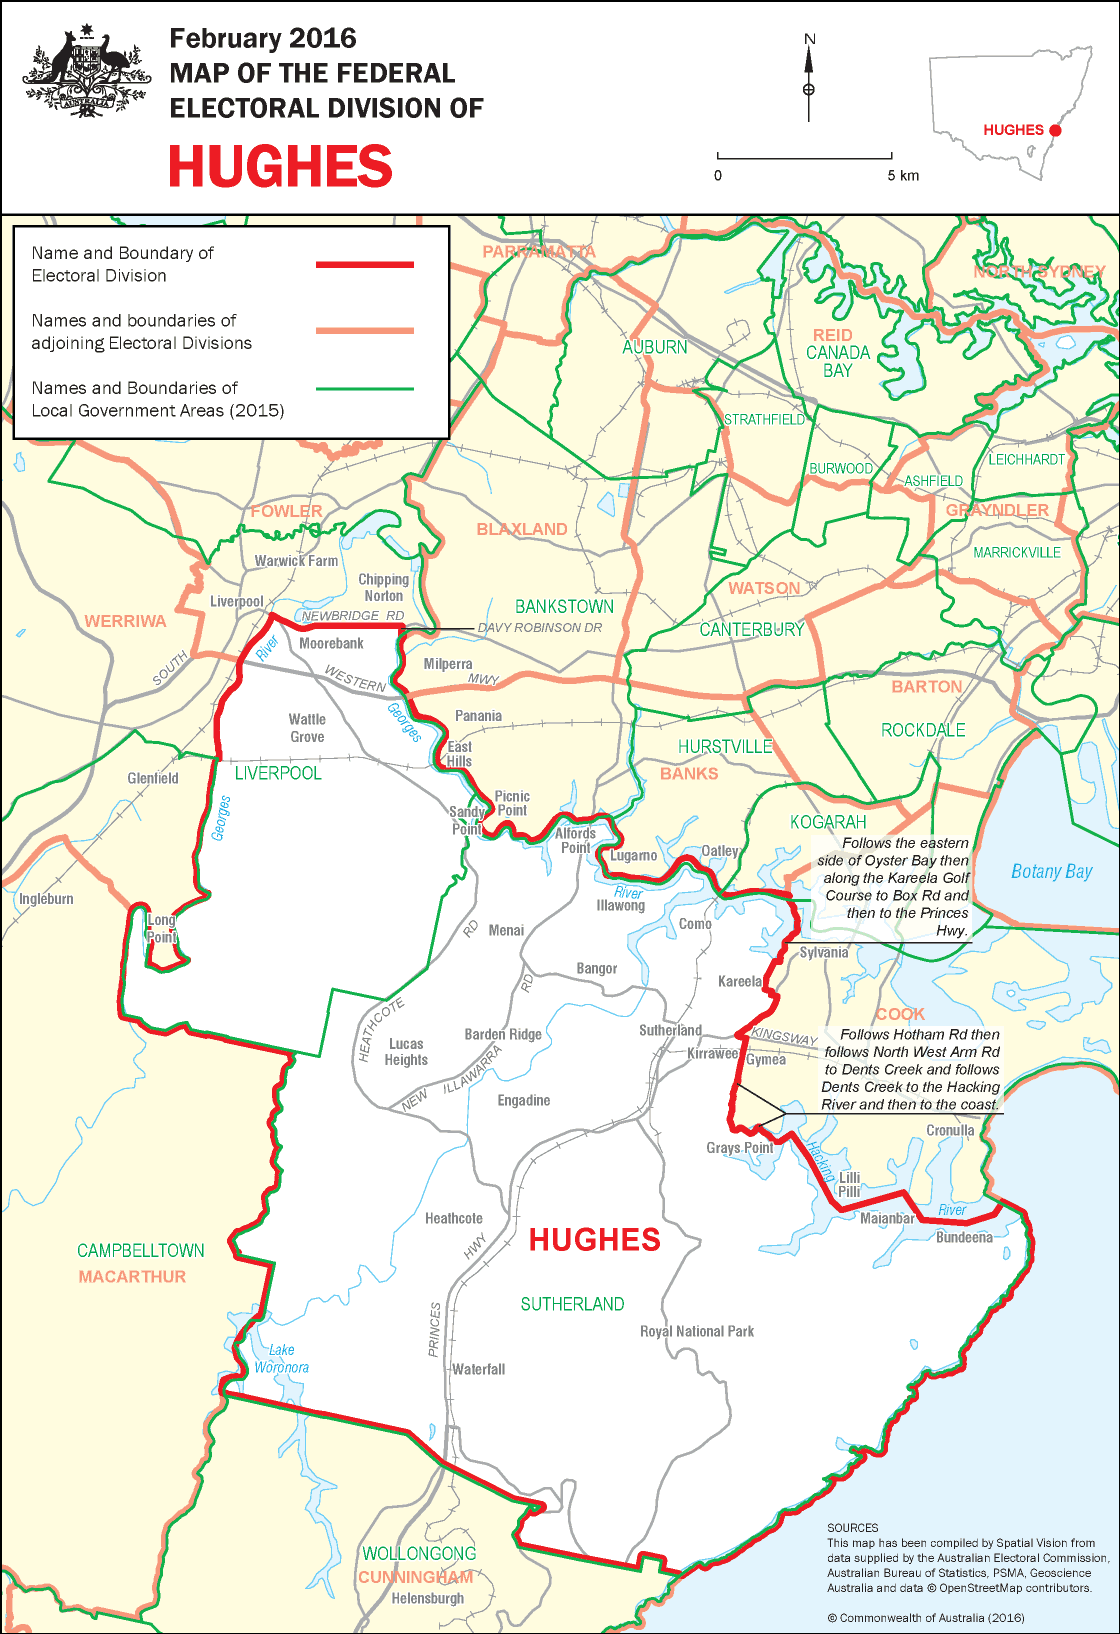 February 2016
MAP OF THE FEDERAL
ELECTORAL DIVISION OF
HUGHES
AUSTRALIA
N
0
5 km
HUGHES
Name and Boundary of
Electoral Division
Names and boundaries of
adjoining Electoral Divisions
Names and Boundaries of
Local Government Areas (2015)
PARRAMATTA
NORTH SYDNEY
REID
CANADA
BAY
AUBURN
STRATHFIELD
BURWOOD
LEICHHARDT
ASHFIELD
GRAYNDLER
FOWLER
BLAXLAND
MARRICKVILLE
Warwick Farm
Chipping
Norton
WATSON
Liverpool
BANKSTOWN
NEWBRIDGE RD
WERRIWA
DAVY ROBINSON DR
CANTERBURY
River
Moorebank
SOUTH
WESTERN
Milperra
MWY
BARTON
Georges
Panania
Wattle
Grove
ROCKDALE
East
Hills
HURSTVILLE
BANKS
Glenfield
LIVERPOOL
Georges
Picnic
Point
Sandy
Point
Alfords
Point
KOGARAH
Lugarno
Oatley
Follows the eastern
side of Oyster Bay then
along the Kareela Golf
Course to Box Rd and
then to the Princes
Hwy.
Botany Bay
Ingleburn
River
Illawong
Long
Point
RD
Menai
Como
Sylvania
Bangor
Kareela
RD
COOK
HEATHCOTE
Barden Ridge
Sutherland
KINGSWAY
Lucas
Heights
Kirrawee
Gymea
Follows Hotham Rd then
follows North West Arm Rd
to Dents Creek and follows
Dents Creek to the Hacking
River and then to the coast.
NEW
ILLAWARRA
Engadine
Cronulla
Grays Point
Hacking
Lilli
Pilli
River
Maianbar
Bundeena
Heathcote
HWY
HUGHES
CAMPBELLTOWN
MACARTHUR
SUTHERLAND
PRINCES
Royal National Park
Lake
Woronora
Waterfall
WOLLONGONG
CUNNINGHAM
Helensburgh
SOURCES
This map has been compiled by Spatial Vision from
data supplied by the Australian Electoral Commission,
Australian Bureau of Statistics, PSMA, Geoscience
Australia and data © OpenStreetMap contributors.
© Commonwealth of Australia (2016)